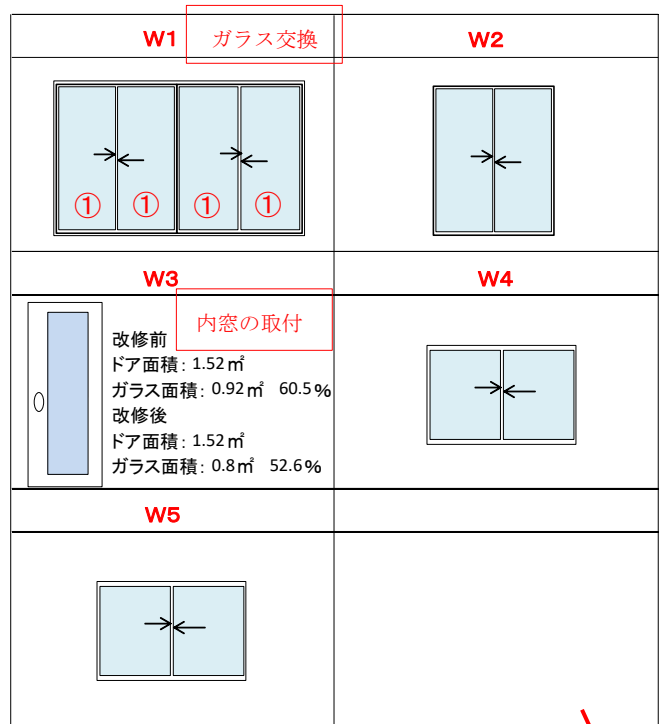 W1 ガラス交換
W2
① ① ① ①
W3
W4
内窓の取付
改修前
ドア面積：1.52㎡
ガラス面積：0.92㎡ 60.5%
改修後
ドア面積：1.52㎡
ガラス面積：0.8㎡ 52.6%
W5